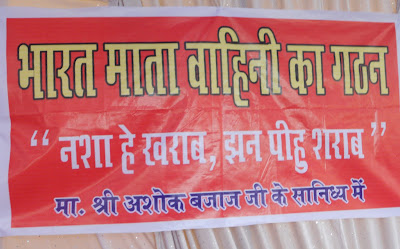 भारत माता वाहिनी का गठन
“ नशा हे खराब, झन पीहु शराब ”
मा. श्री अशोक बजाज जी के सानिध्य में